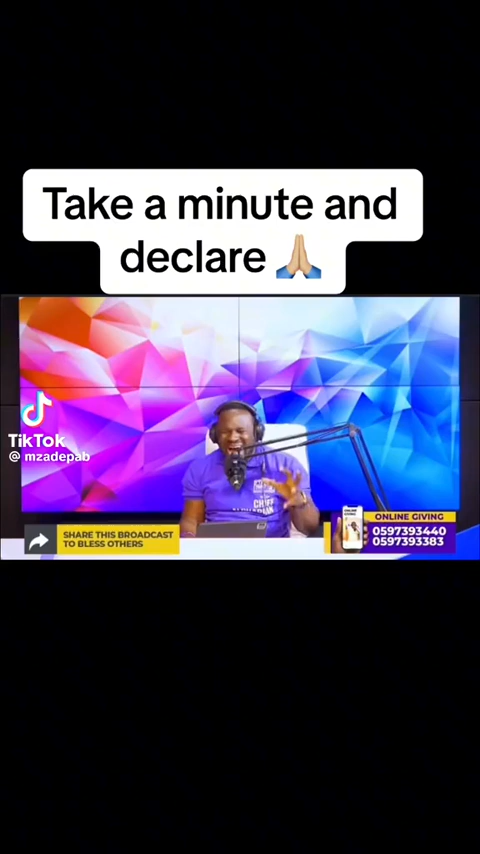 Take a minute and
declare 🙏🏼
TikTok
@ mzadepab
SHARE THIS BROADCAST
TO BLESS OTHERS
ONLINE GIVING
0597393440
0597393383